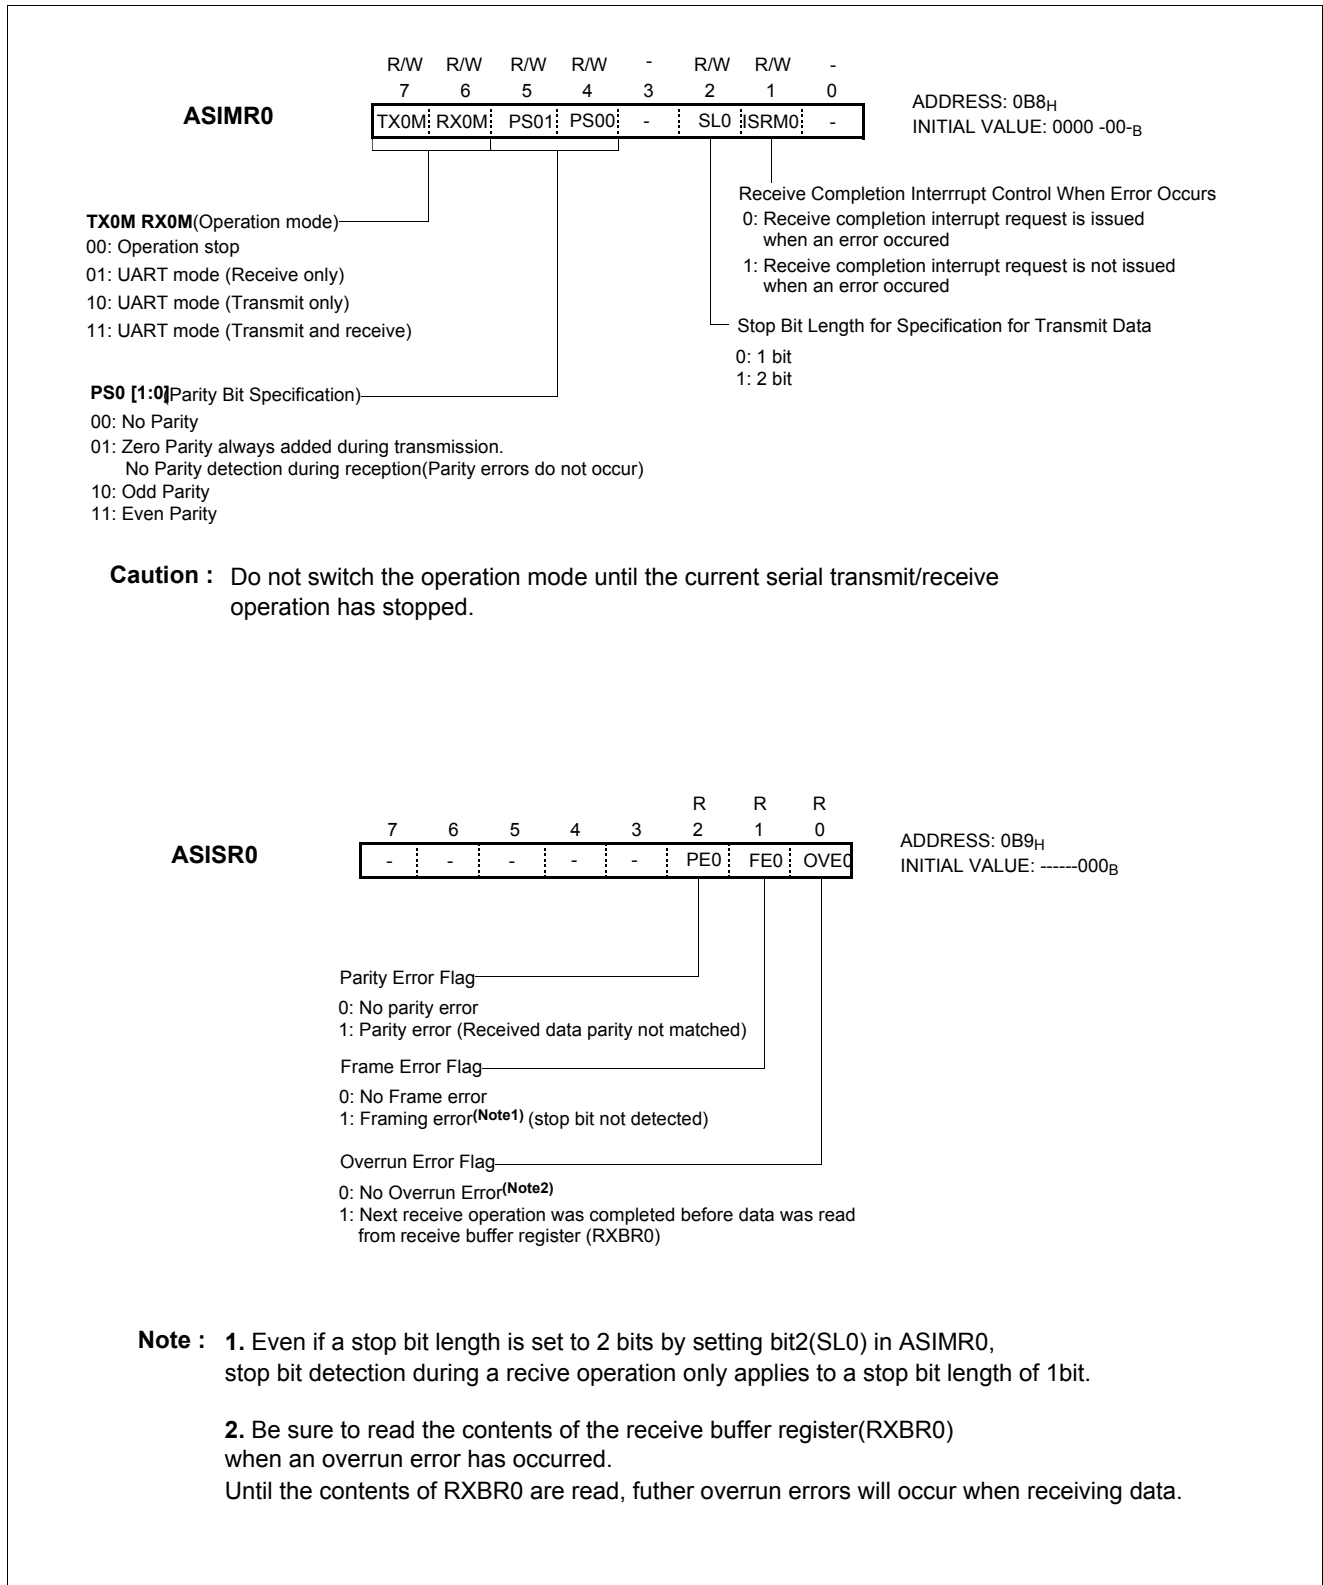 R/W R/W R/W R/W - R/W R/W -
7 6 5 4 3 2 1 0
ASIMR0
TX0M RX0M PS01 PS00 - SL0 ISRM0 -
ADDRESS: 0B8H
INITIAL VALUE: 0000 -00-B
Receive Completion Interrrupt Control When Error Occurs
0: Receive completion interrupt request is issued
when an error occured
1: Receive completion interrupt request is not issued
when an error occured
TX0M RX0M(Operation mode)
00: Operation stop
01: UART mode (Receive only)
10: UART mode (Transmit only)
11: UART mode (Transmit and receive)
Stop Bit Length for Specification for Transmit Data
0: 1 bit
1: 2 bit
PS0 [1:0](Parity Bit Specification)
00: No Parity
01: Zero Parity always added during transmission.
No Parity detection during reception(Parity errors do not occur)
10: Odd Parity
11: Even Parity
Caution : Do not switch the operation mode until the current serial transmit/receive
operation has stopped.
R R R
7 6 5 4 3 2 1 0
ASISR0
- - - - - PE0 FE0 OVE0
ADDRESS: 0B9H
INITIAL VALUE: ------000B
Parity Error Flag
0: No parity error
1: Parity error (Received data parity not matched)
Frame Error Flag
0: No Frame error
1: Framing error(Note1) (stop bit not detected)
Overrun Error Flag
0: No Overrun Error(Note2)
1: Next receive operation was completed before data was read
from receive buffer register (RXBR0)
Note : 1. Even if a stop bit length is set to 2 bits by setting bit2(SL0) in ASIMR0,
stop bit detection during a recive operation only applies to a stop bit length of 1bit.
2. Be sure to read the contents of the receive buffer register(RXBR0)
when an overrun error has occurred.
Until the contents of RXBR0 are read, futher overrun errors will occur when receiving data.